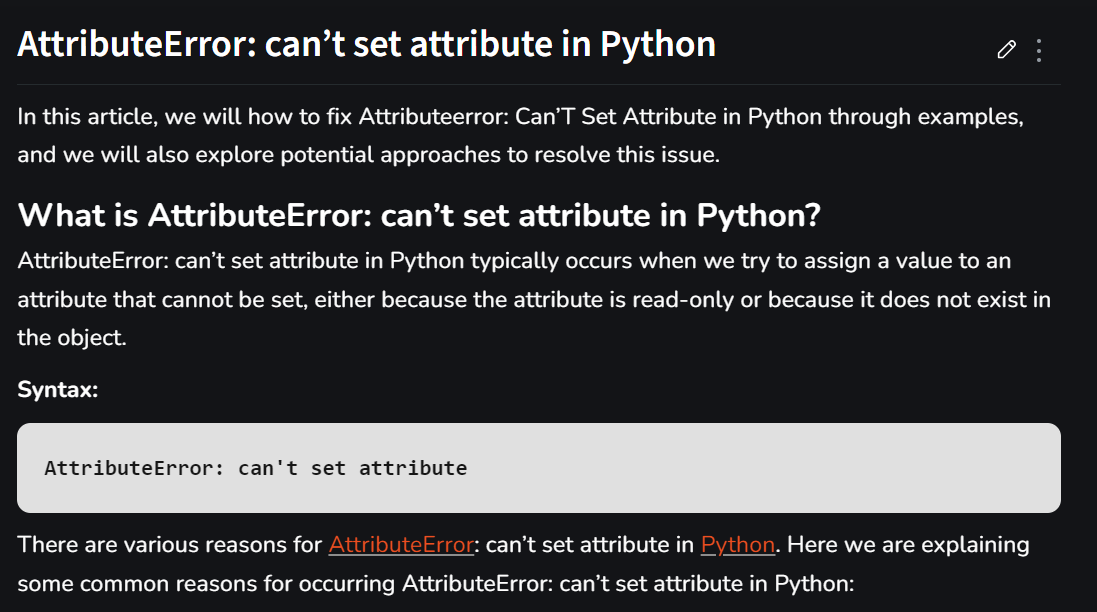 AttributeError: can’t set attribute in Python
In this article, we will how to fix Attributeerror: Can’T Set Attribute in Python through examples,
and we will also explore potential approaches to resolve this issue.
What is AttributeError: can’t set attribute in Python?
AttributeError: can’t set attribute in Python typically occurs when we try to assign a value to an
attribute that cannot be set, either because the attribute is read-only or because it does not exist in
the object.
Syntax:
AttributeError: can't set attribute
There are various reasons for AttributeError: can’t set attribute in Python. Here we are explaining
some common reasons for occurring AttributeError: can’t set attribute in Python: